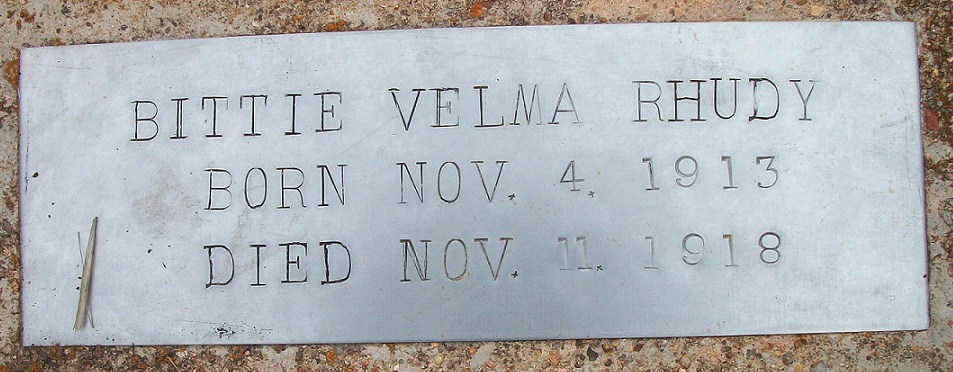 BITTIE VELMA RHUDY
BORN NOV. 4, 1913
DIED NOV. 11, 1918